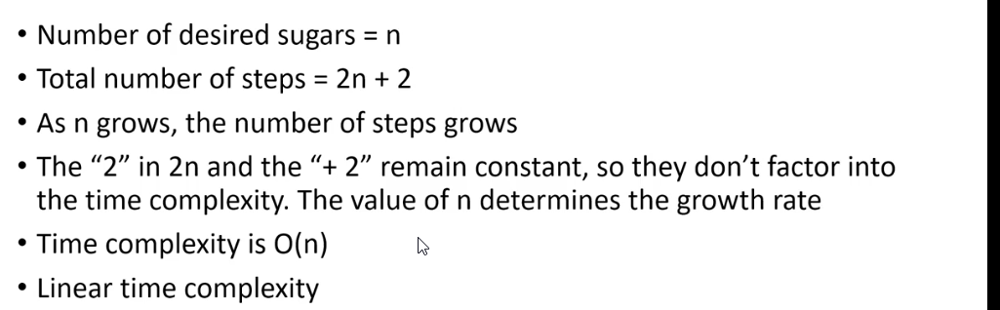 • Number of desired sugars = n
• Total number of steps = 2n + 2
• As n grows, the number of steps grows
• The “2” in 2n and the “+ 2” remain constant, so they don’t factor into
the time complexity. The value of n determines the growth rate
• Time complexity is O(n)
• Linear time complexity